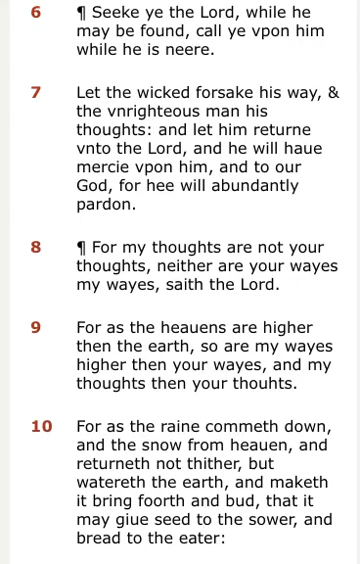 6 ¶ Seeke ye the Lord, while he
may be found, call ye vpon him
while he is neere.
7 Let the wicked forsake his way, &
the vnrighteous man his
thoughts: and let him returne
vnto the Lord, and he will haue
mercie vpon him, and to our
God, for hee will abundantly
pardon.
8 ¶ For my thoughts are not your
thoughts, neither are your wayes
my wayes, saith the Lord.
9 For as the heauens are higher
then the earth, so are my wayes
higher then your wayes, and my
thoughts then your thouhts.
10 For as the raine commeth down,
and the snow from heauen, and
returneth not thither, but
watereth the earth, and maketh
it bring foorth and bud, that it
may giue seed to the sower, and
bread to the eater: